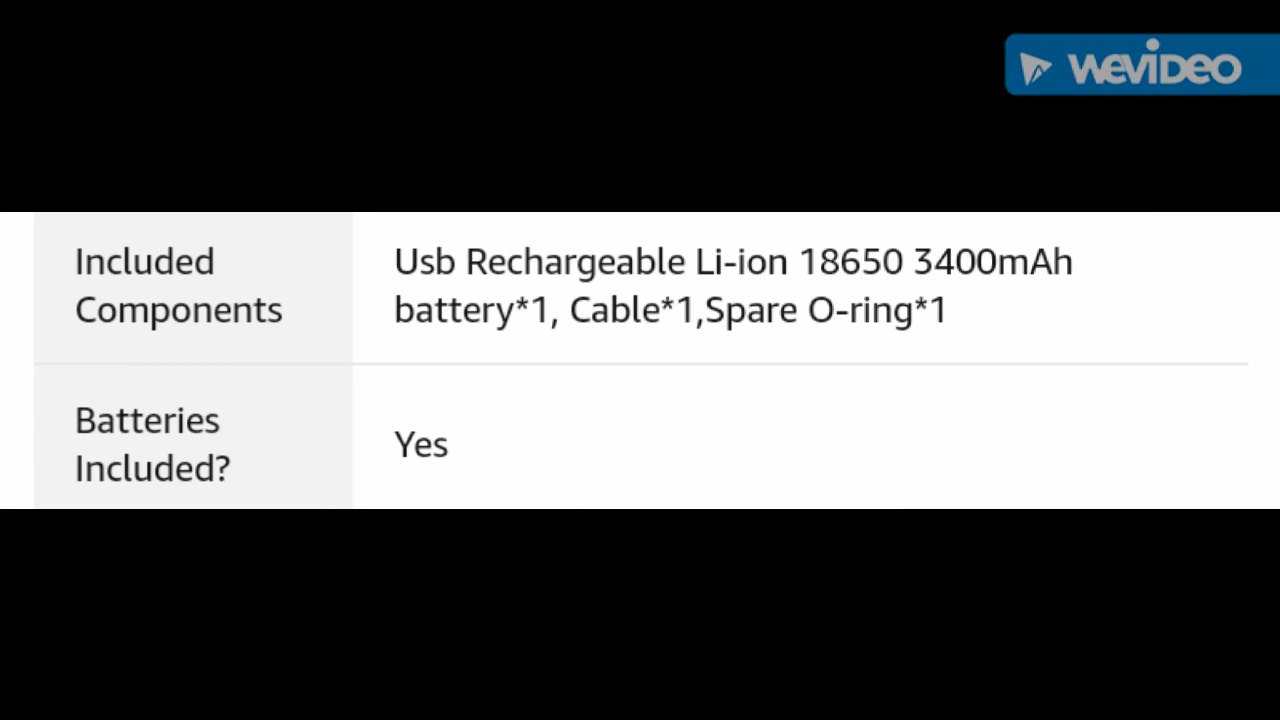 WEVIDEO
Included
Components
Usb Rechargeable Li-ion 18650 3400mAh
battery*1, Cable*1,Spare O-ring*1
Batteries
Included?
Yes